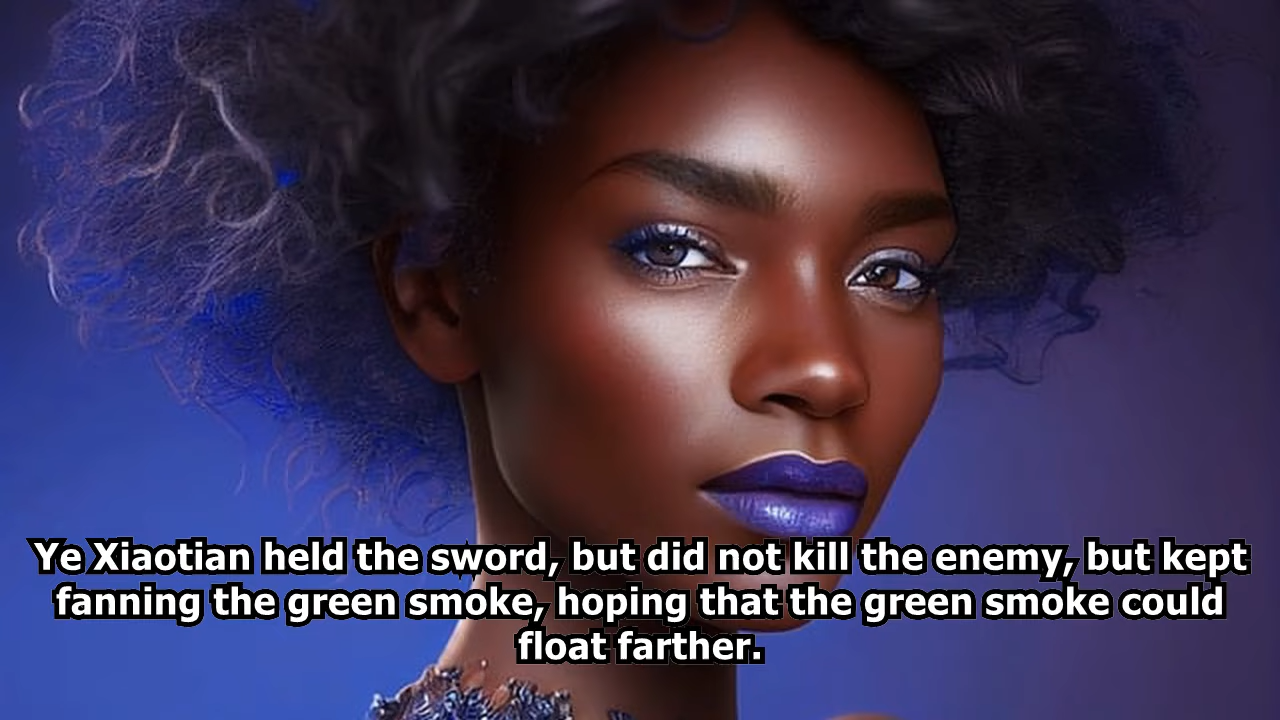 Ye Xiaotian held the sword, but did not kill the enemy, but kept
fanning the green smoke, hoping that the green smoke could
float farther.